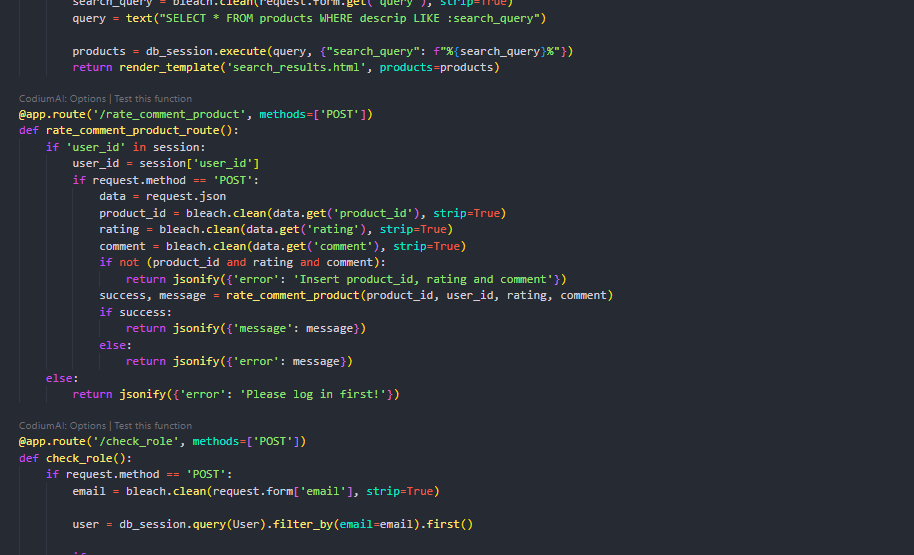 search_query = bleach.clean(request.form.get('query'), strip=True)
query = text("SELECT * FROM products WHERE descrip LIKE :search_query")
products = db_session.execute(query, {"search_query": f"%{search_query}%"})
return render_template('search_results.html', products=products)
CodiumAI: Options | Test this function
@app.route('/rate_comment_product', methods=['POST'])
def rate_comment_product_route():
if 'user_id' in session:
user_id = session['user_id']
if request.method == 'POST':
data = request.json
product_id = bleach.clean(data.get('product_id'), strip=True)
rating = bleach.clean(data.get('rating'), strip=True)
comment = bleach.clean(data.get('comment'), strip=True)
if not (product_id and rating and comment):
return jsonify({'error': 'Insert product_id, rating and comment'})
success, message = rate_comment_product(product_id, user_id, rating, comment)
if success:
return jsonify({'message': message})
else:
return jsonify({'error': message})
else:
return jsonify({'error': 'Please log in first!'})
CodiumAI: Options | Test this function
@app.route('/check_role', methods=['POST'])
def check_role():
if request.method == 'POST':
email = bleach.clean(request.form['email'], strip=True)
user = db_session.query(User).filter_by(email=email).first()